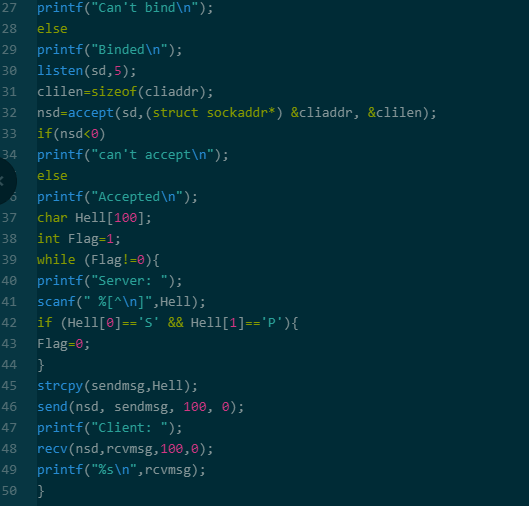 27 printf("Can't bind\n");
28 else
29 printf("Binded\n");
30 listen(sd,5);
31 clilen=sizeof(cliaddr);
32 nsd=accept(sd,(struct sockaddr*) &cliaddr, &clilen);
33 if(nsd<0)
34 printf("can't accept\n");
else
printf("Accepted\n");
37 char Hell[100];
38 int Flag=1;
39 while (Flag!=0){
40 printf("Server: ");
41 scanf(" %[^\n]",Hell);
42 if (Hell[0]=='S' && Hell[1]=='P'){
43 Flag=0;
44 }
45 strcpy(sendmsg,Hell);
46 send(nsd, sendmsg, 100, 0);
47 printf("Client: ");
48 recv(nsd,rcvmsg,100,0);
49 printf("%s\n",rcvmsg);
50 }